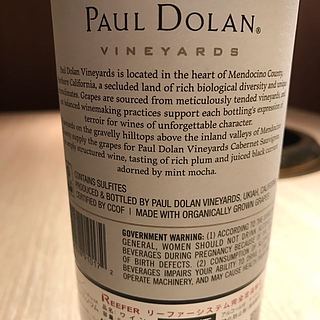 PAUL DOLAN®
VINEYARDS
Paul Dolan Vineyards is located in the heart of Mendocino County,
California, a secluded land of rich biological diversity and unique
Grapes are sourced from meticulously tended vineyards, and
balanced winemaking practices support each bottling's expression of
terroir for wines of unforgettable character.
on the gravelly hilltops above the inland valleys of Mendocino
supply the grapes for Paul Dolan Vineyards Cabernet Sauvignon
structured wine, tasting of rich plum and juicy black currant
adorned by mint mocha.
CONTAINS SULFITES
PRODUCED & BOTTLED BY PAUL DOLAN VINEYARDS, UKIAH, CALIFORNIA
CERTIFIED BY CCOF | MADE WITH ORGANICALLY GROWN GRAPES
GOVERNMENT WARNING: (1) ACCORDING TO THE
GENERAL, WOMEN SHOULD NOT DRINK
BEVERAGES DURING PREGNANCY BECAUSE
OF BIRTH DEFECTS. (2) CONSUMPTION OF
BEVERAGES IMPAIRS YOUR ABILITY TO
OPERATE MACHINERY, AND MAY CAUSE HEALTH
REEFER リーファーシステム完全